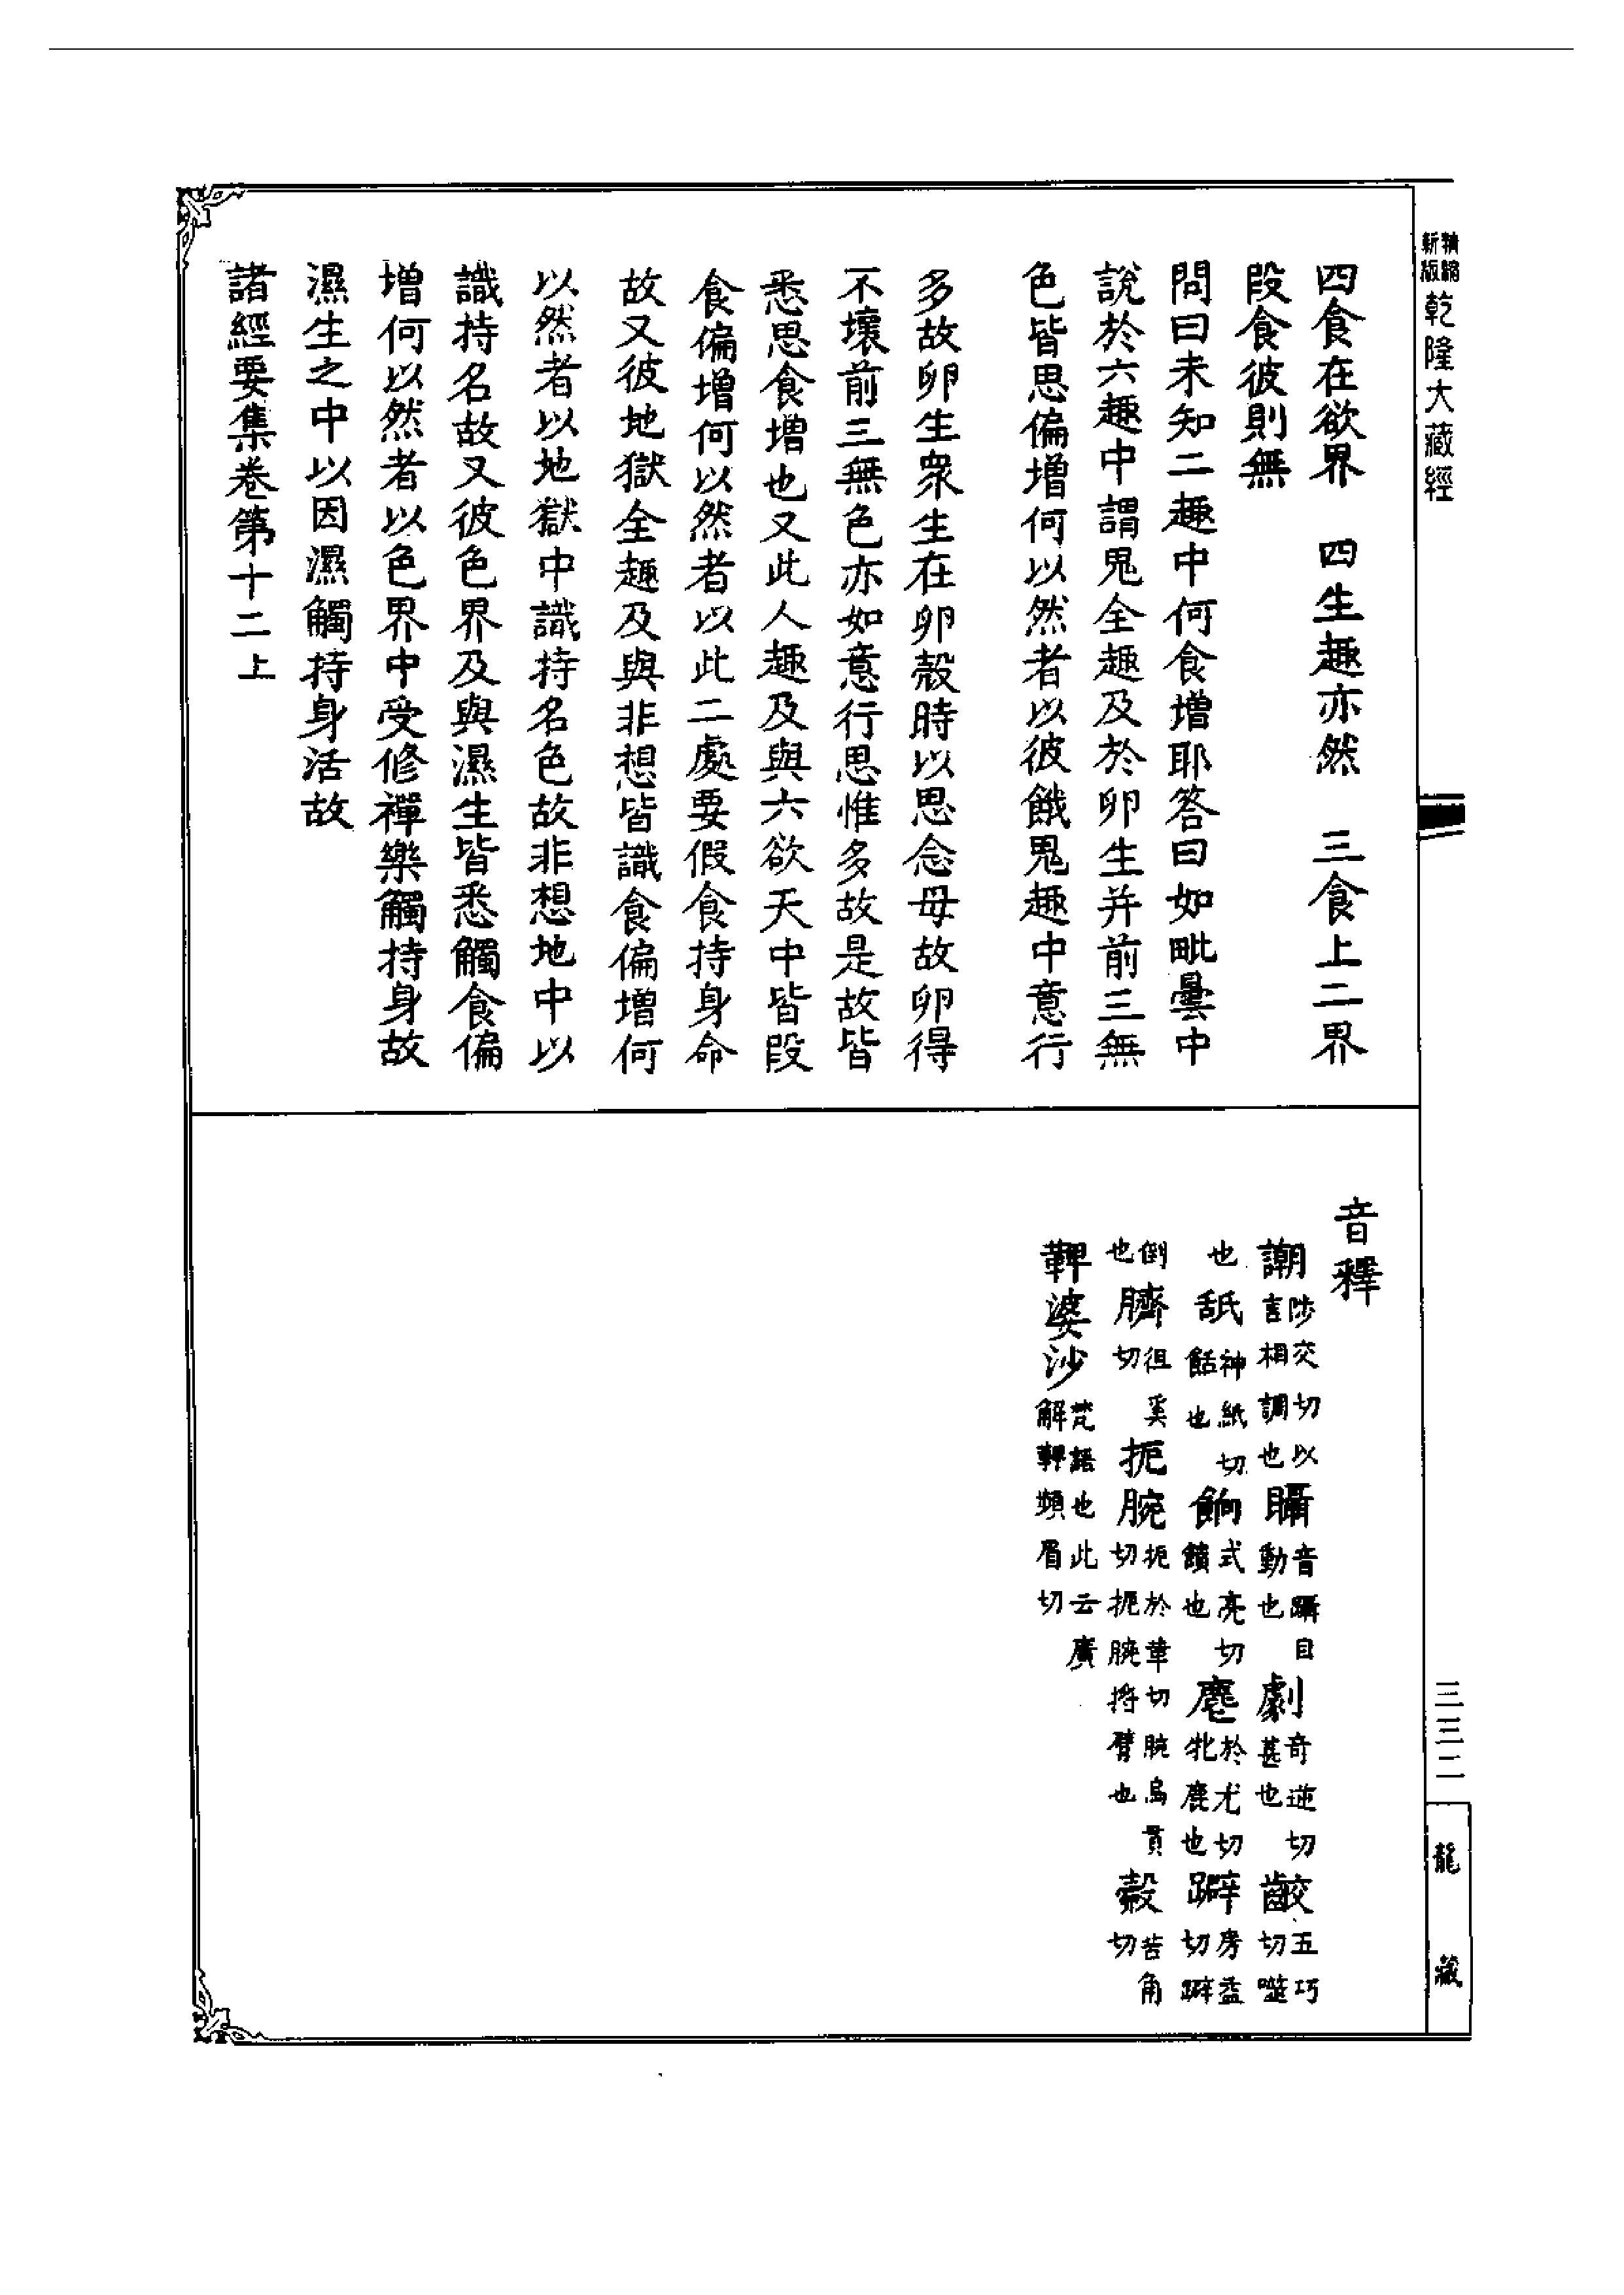 精縮
新版
乾隆大藏經
四食在欲界　四生趣亦然　三食上二界
段食彼則無
問曰未知二趣中何食增耶答曰如毗曇中
說於六趣中謂鬼全趣及於卵生并前三無
色皆思偏增何以然者以彼餓鬼趣中意行
多故卵生眾生在卵㲉時以思念母故卵得
不壞前三無色亦如意行思惟多故是故皆
悉思食增也又此人趣及與六欲天中皆段
食偏增何以然者以此二處要假食持身命
故又彼地獄全趣及與非想皆識食偏增何
以然者以地獄中識持名色故非想地中以
識持名故又彼色界及與濕生皆悉觸食偏
增何以然者以色界中受修禪樂觸持身故
濕生之中以因濕觸持身活故
諸經要集卷第十二上
音釋
謿陟交切以言相調也 𥊝音躡目動也 劇奇逆切甚也 齩五巧切噬
也 舐神紙切餂也 餉式亮切饋也 麀於尤切牝鹿也 躃房益切躃
倒也 臍徂奚切 扼腕扼於革切腕烏貫切扼腕捋臂也 㲉苦角切
鞞婆沙梵語也此云廣解鞞頻眉切
三三二
龍藏